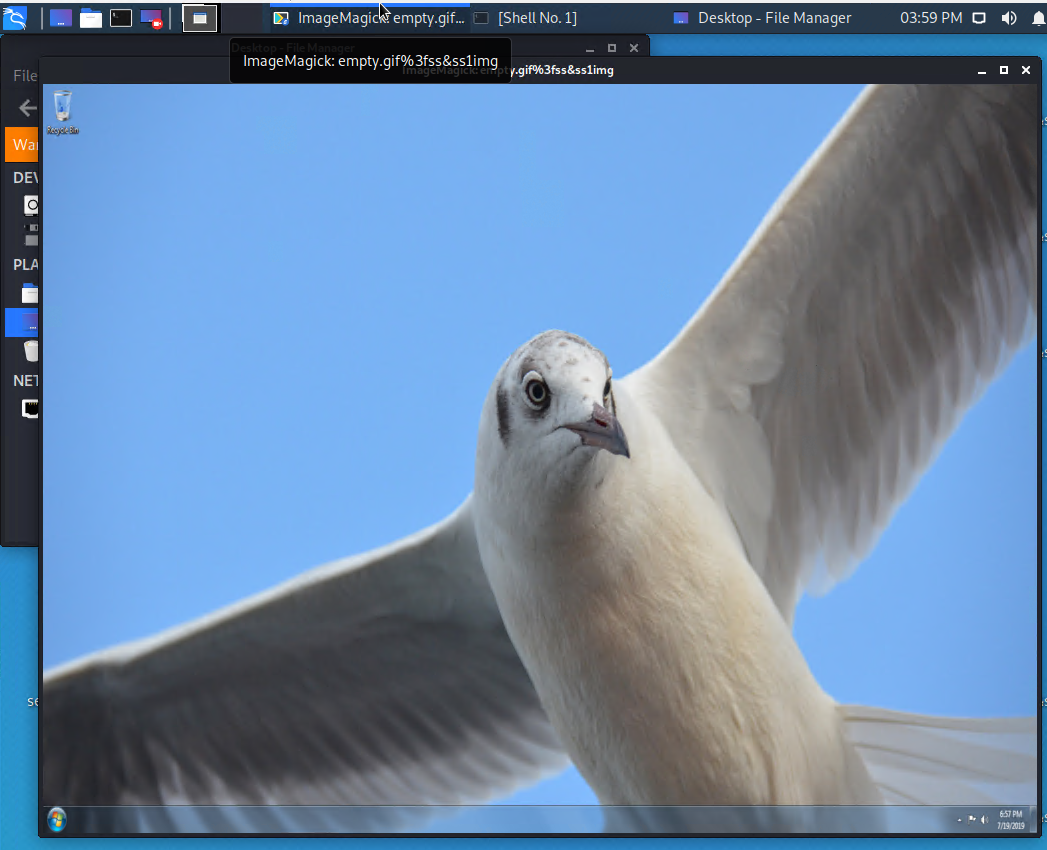 ImageMagick: empty.gif...
[Shell No. 1]
Desktop - File Manager
03:59 PM
Desktop - File Manager
ImageMagick: empty.gif%3fss&ss1img
ImageMagick: empty.gif%3fss&ss1img
File
Recycle Bin
Wa
DEV
PLA
NET
6:57 PM
7/19/2019